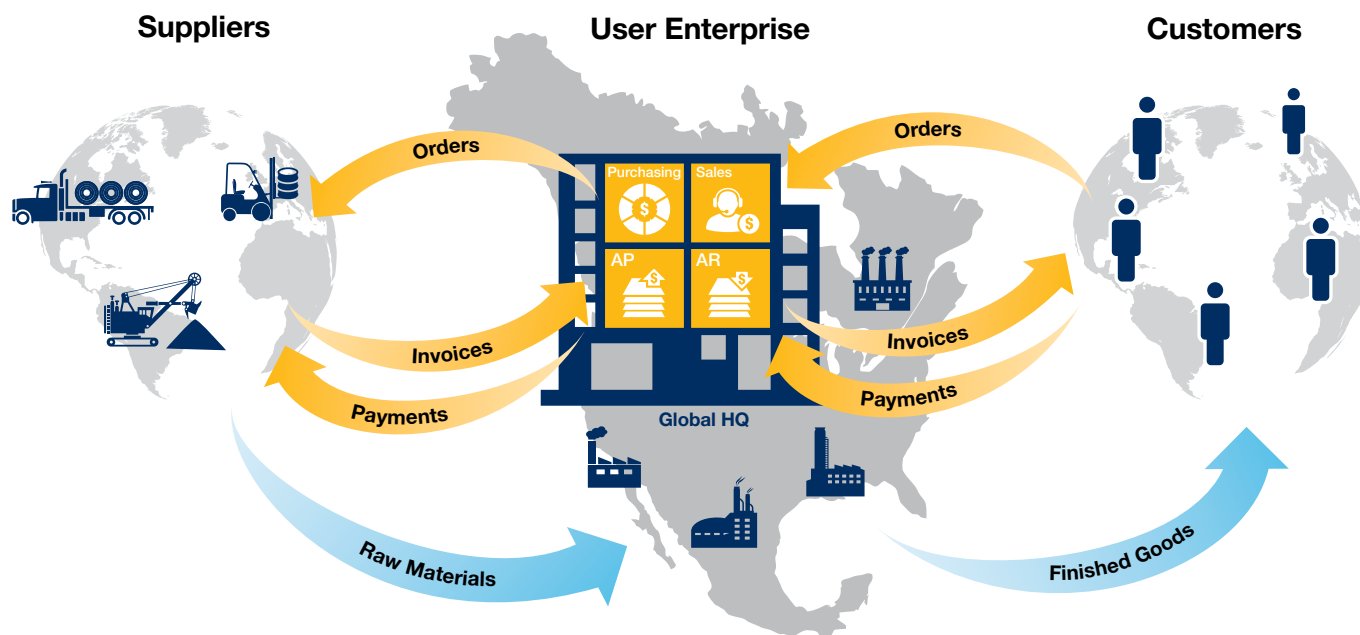 Suppliers
User Enterprise
Customers
Orders
Orders
Purchasing
Sales
AP
AR
Invoices
Invoices
Payments
Payments
Global HQ
Raw Materials
Finished Goods
$
$
$
$